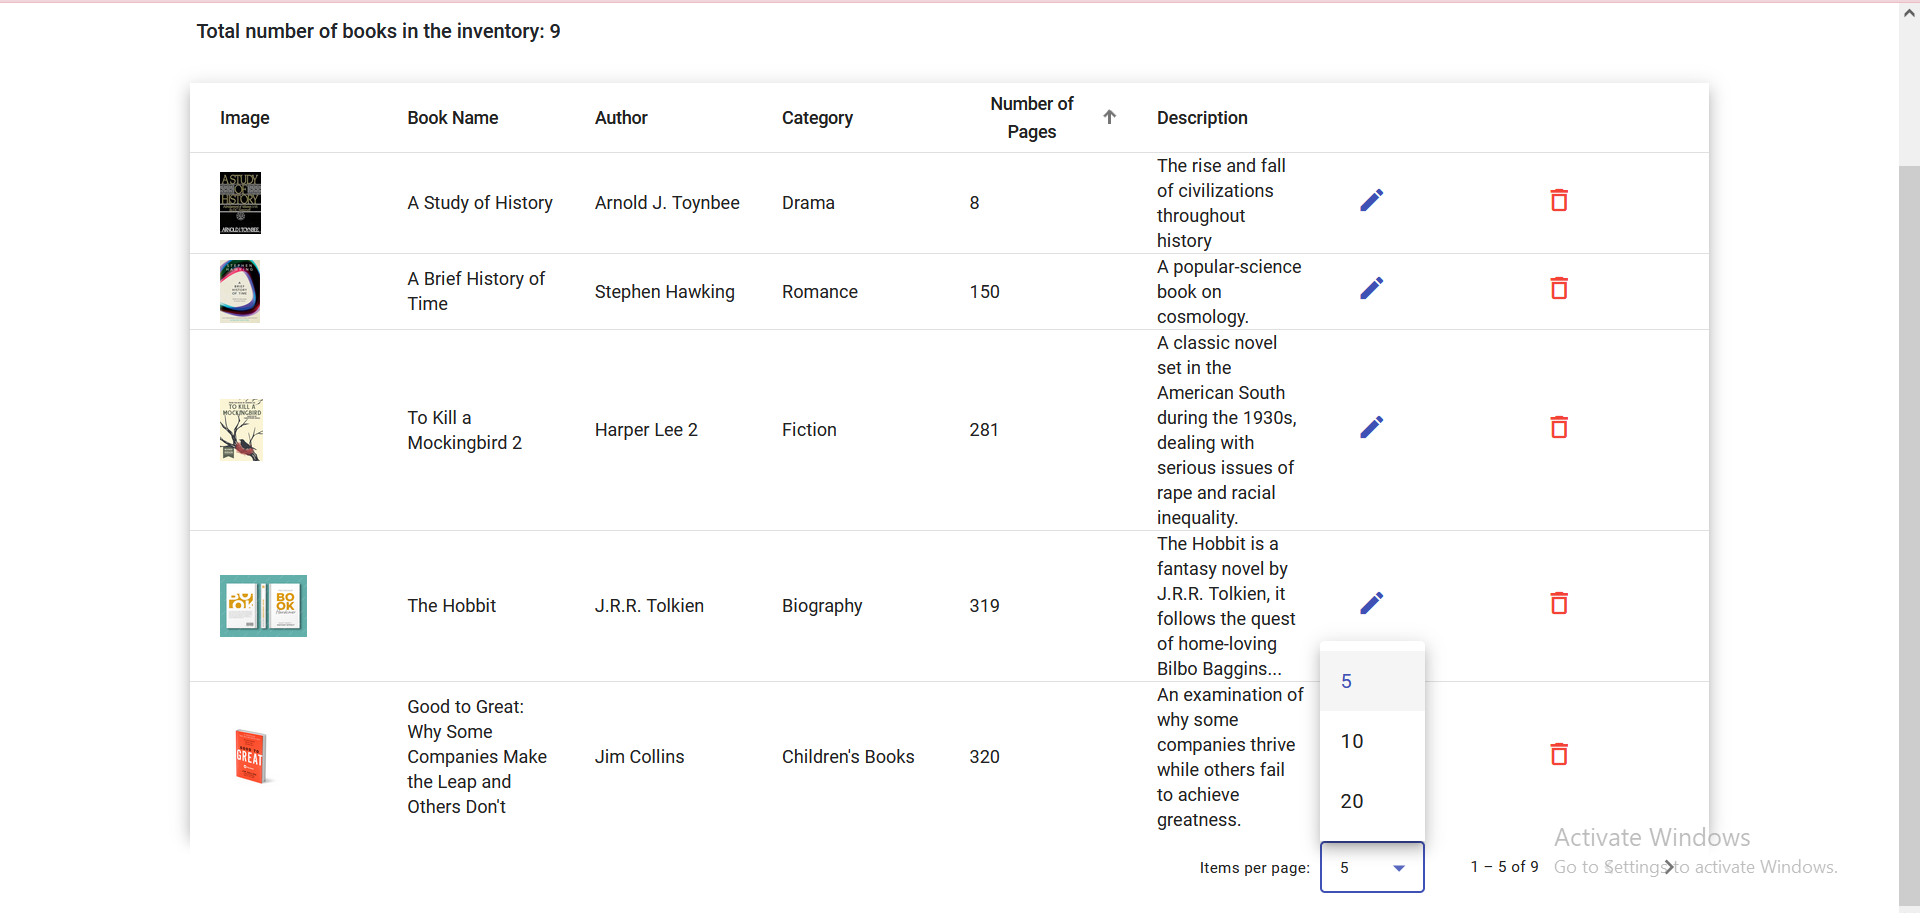 Total number of books in the inventory: 9
Image Book Name Author Category Number of Pages Description
A STUDY
OF
HISTORY
ARNOLD J. TOYNBEE
A Study of History
Arnold J. Toynbee
Drama
8
The rise and fall
of civilizations
throughout
history
STEPHEN
HAWKING
A
BRIEF
HISTORY
OF TIME
A Brief History of
Time
Stephen Hawking
Romance
150
A popular-science
book on
cosmology.
TO KILL A
MOCKINGBIRD
To Kill a
Mockingbird 2
Harper Lee 2
Fiction
281
A classic novel
set in the
American South
during the 1930s,
dealing with
serious issues of
rape and racial
inequality.
BO
OK
The Hobbit
J.R.R. Tolkien
Biography
319
The Hobbit is a
fantasy novel by
J.R.R. Tolkien, it
follows the quest
of home-loving
Bilbo Baggins...
GOOD TO
GREAT
Good to Great:
Why Some
Companies Make
the Leap and
Others Don't
Jim Collins
Children's Books
320
An examination of
why some
companies thrive
while others fail
to achieve
greatness.
5
10
20
Items per page: 5 1 – 5 of 9
Activate Windows
Go to Settings to activate Windows.